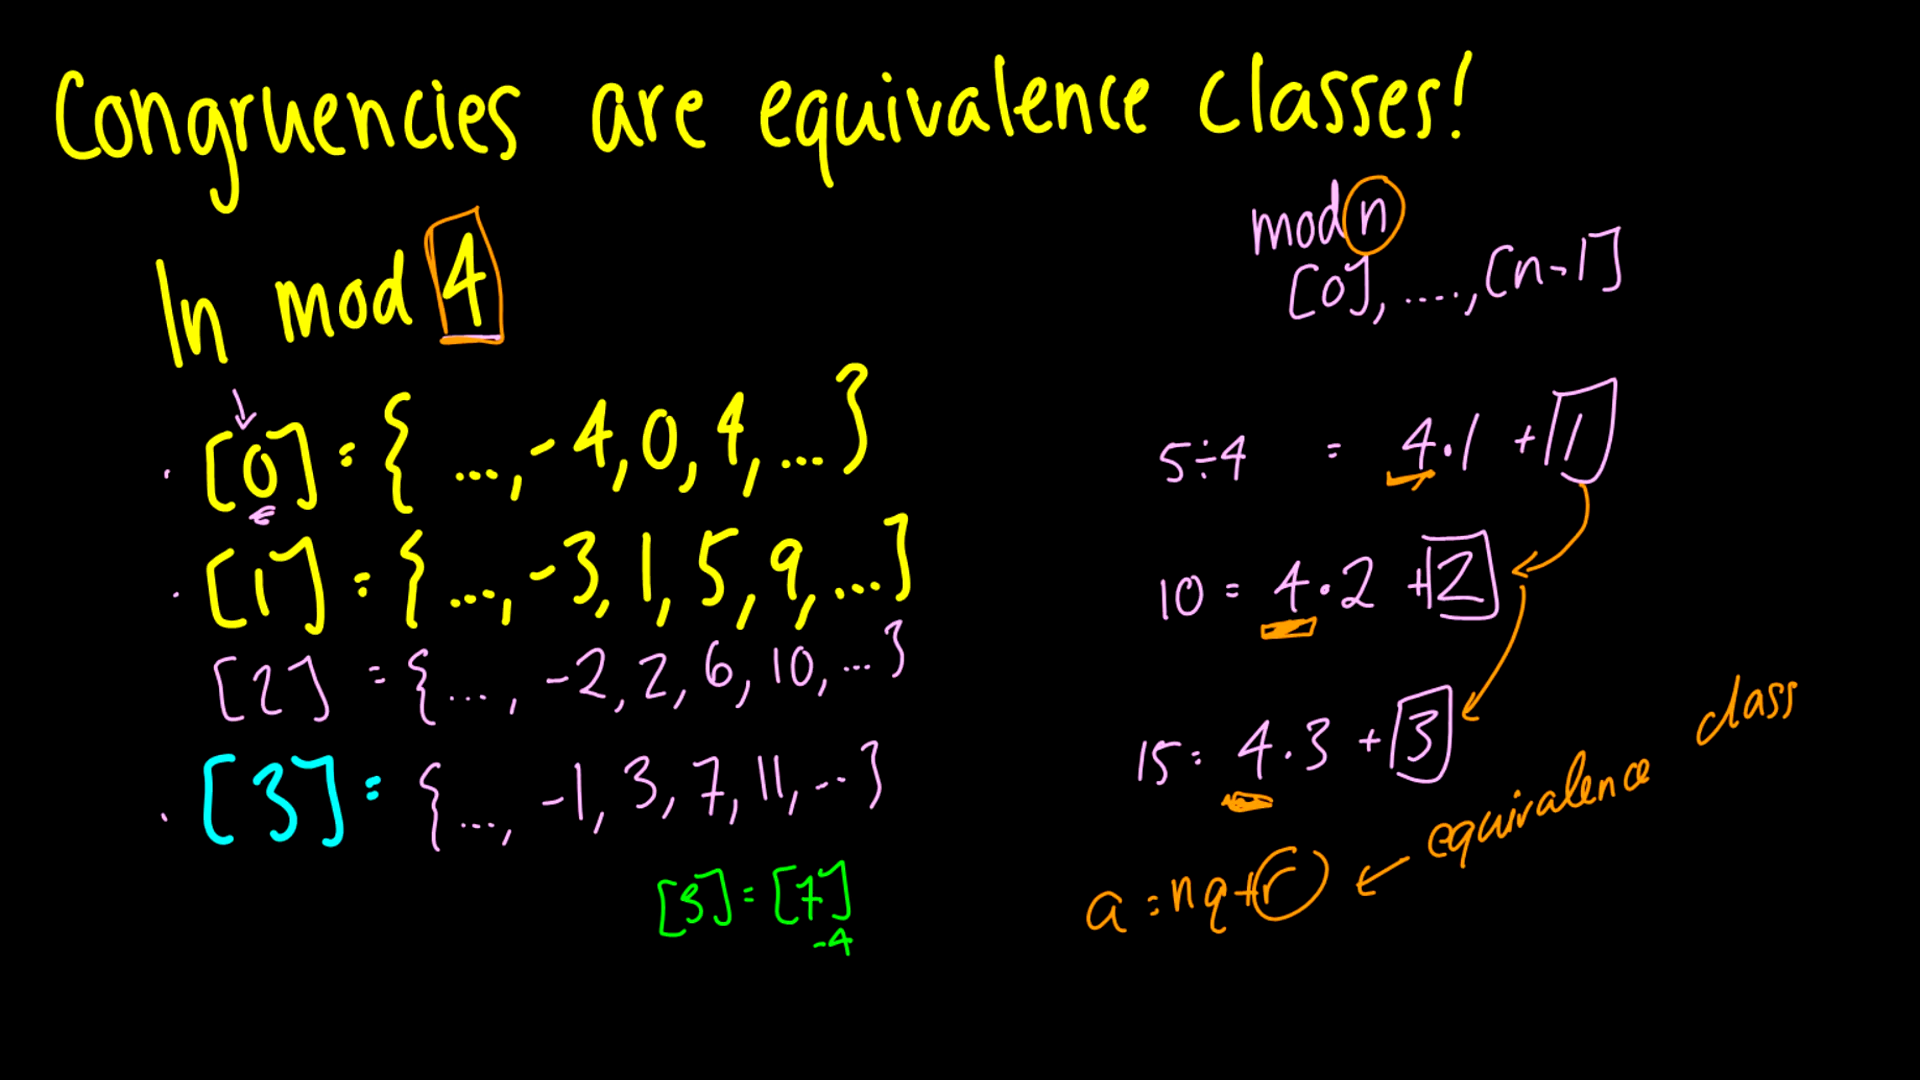 Congruencies are equivalence classes!
In mod 4
[0] = { ..., -4, 0, 4, ... }
[1] = { ..., -3, 1, 5, 9, ... }
[2] = { ..., -2, 2, 6, 10, ... }
[3] = { ..., -1, 3, 7, 11, ... }
[3] = [7]
-4
mod n
[0], ...., [n-1]
5÷4 = 4·1 + 1
10 = 4·2 + 2
15 = 4·3 + 3
a = nq + r ← equivalence class